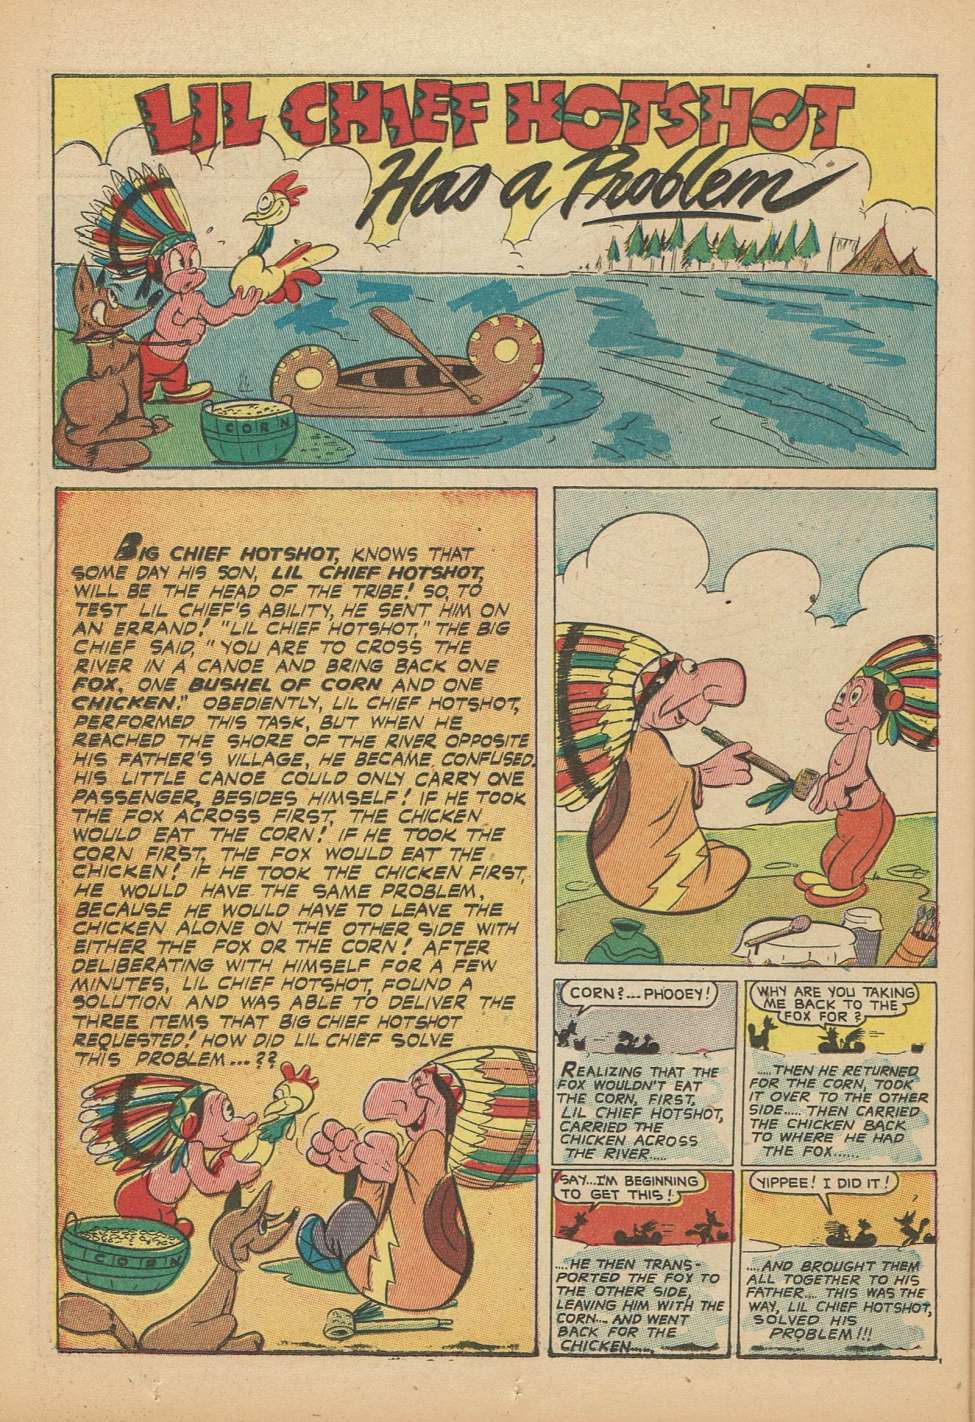 LIL CHIEF HOTSHOT
Has a Problem
CORN
BIG CHIEF HOTSHOT, KNOWS THAT
SOME DAY HIS SON, LIL CHIEF HOTSHOT,
WILL BE THE HEAD OF THE TRIBE! SO, TO
TEST LIL CHIEF'S ABILITY, HE SENT HIM ON
AN ERRAND! "LIL CHIEF HOTSHOT," THE BIG
CHIEF SAID, "YOU ARE TO CROSS THE
RIVER IN A CANOE AND BRING BACK ONE
FOX, ONE BUSHEL OF CORN AND ONE
CHICKEN." OBEDIENTLY, LIL CHIEF HOTSHOT,
PERFORMED THIS TASK, BUT WHEN HE
REACHED THE SHORE OF THE RIVER OPPOSITE
HIS FATHER'S VILLAGE, HE BECAME CONFUSED.
HIS LITTLE CANOE COULD ONLY CARRY ONE
PASSENGER, BESIDES HIMSELF! IF HE TOOK
THE FOX ACROSS FIRST, THE CHICKEN
WOULD EAT THE CORN! IF HE TOOK THE
CORN FIRST, THE FOX WOULD EAT THE
CHICKEN! IF HE TOOK THE CHICKEN FIRST,
HE WOULD HAVE THE SAME PROBLEM,
BECAUSE HE WOULD HAVE TO LEAVE THE
CHICKEN ALONE ON THE OTHER SIDE WITH
EITHER THE FOX OR THE CORN! AFTER
DELIBERATING WITH HIMSELF FOR A FEW
MINUTES, LIL CHIEF HOTSHOT, FOUND A
SOLUTION AND WAS ABLE TO DELIVER THE
THREE ITEMS THAT BIG CHIEF HOTSHOT
REQUESTED! HOW DID LIL CHIEF SOLVE
THIS PROBLEM...??
CORN
CORN?...PHOOEY!
REALIZING THAT THE
FOX WOULDN'T EAT
THE CORN, FIRST,
LIL CHIEF HOTSHOT,
CARRIED THE
CHICKEN ACROSS
THE RIVER.....
WHY ARE YOU TAKING
ME BACK TO THE
FOX FOR?
.....THEN HE RETURNED
FOR THE CORN, TOOK
IT OVER TO THE OTHER
SIDE..... THEN CARRIED
THE CHICKEN BACK
TO WHERE HE HAD
THE FOX......
SAY...I'M BEGINNING
TO GET THIS!
....HE THEN TRANS-
PORTED THE FOX TO
THE OTHER SIDE,
LEAVING HIM WITH THE
CORN... AND WENT
BACK FOR THE
CHICKEN.....
YIPPEE! I DID IT!
....AND BROUGHT THEM
ALL TOGETHER TO HIS
FATHER... THIS WAS THE
WAY, LIL CHIEF HOTSHOT,
SOLVED HIS
PROBLEM!!!